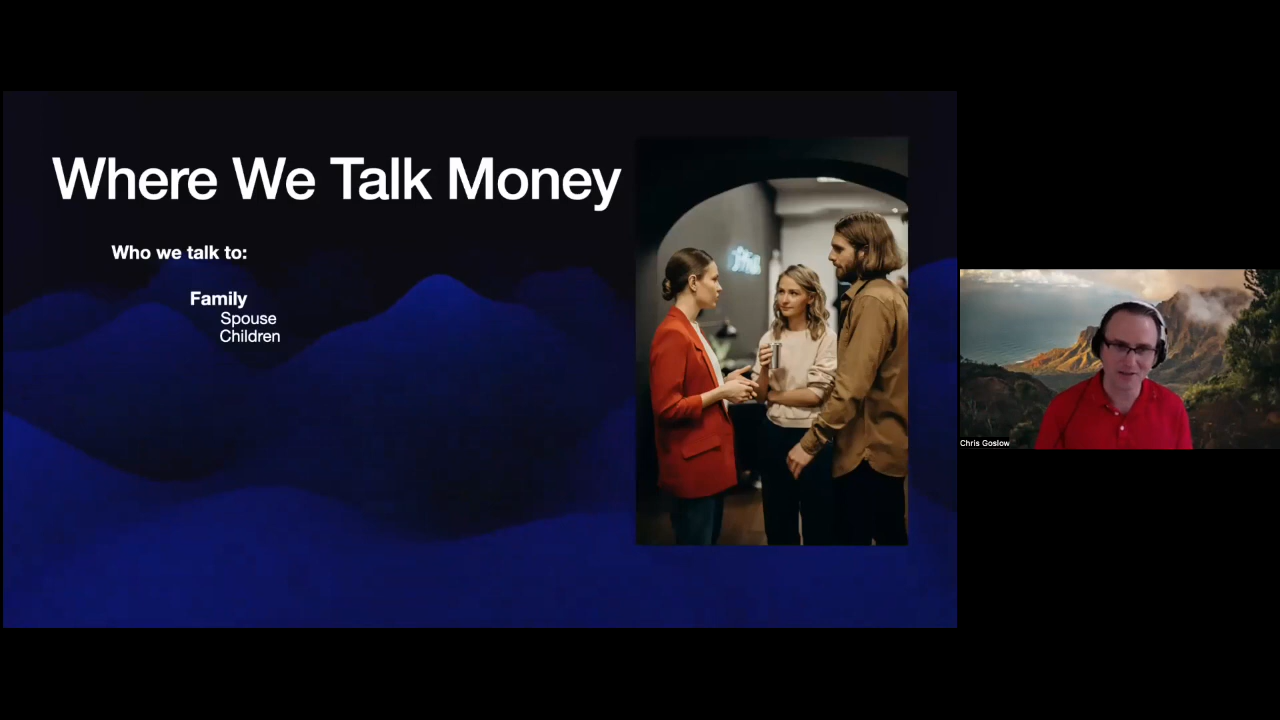 Where We Talk Money
Who we talk to:
Family
Spouse
Children
Chris Goslow